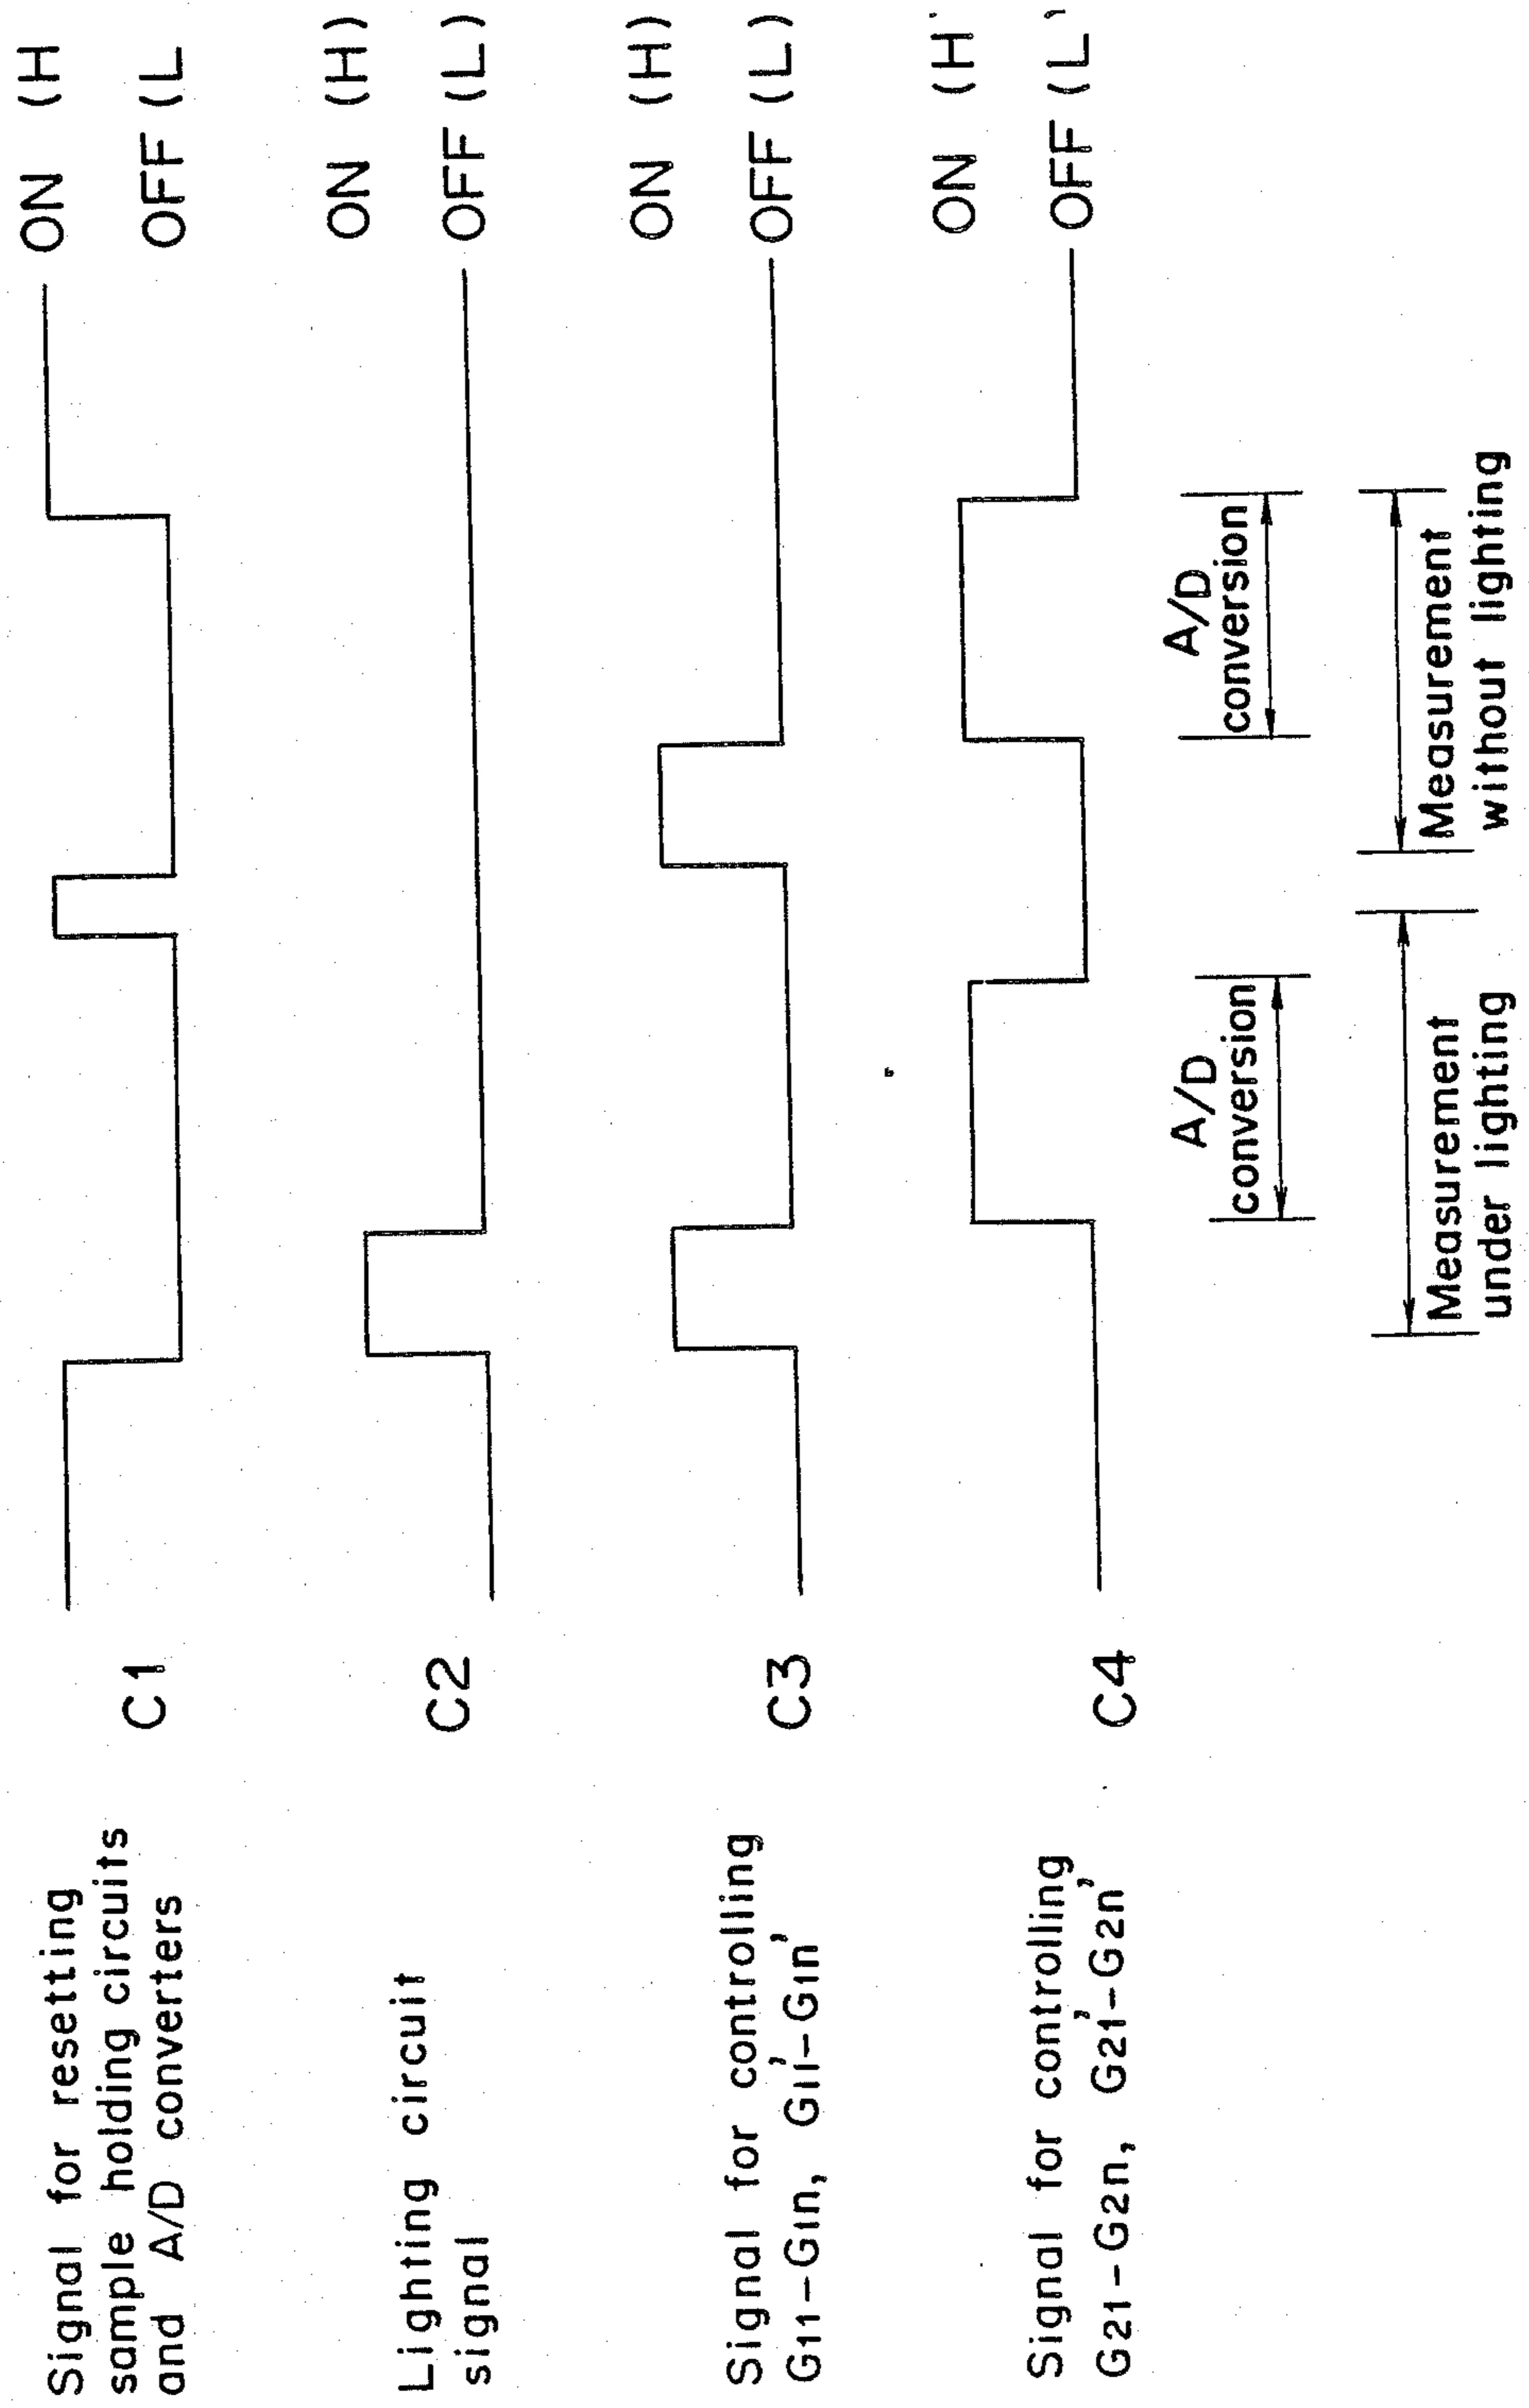 Signal for resetting
sample holding circuits
and A/D converters
C1
ON (H
OFF (L
Lighting circuit
signal
C2
ON (H)
OFF (L)
Signal for controlling
G11-G1n, G11'-G1n'
C3
ON (H)
OFF (L)
Signal for controlling
G21-G2n, G21'-G2n'
C4
ON (H)
OFF (L)
A/D
conversion
A/D
conversion
Measurement
under lighting
Measurement
without lighting